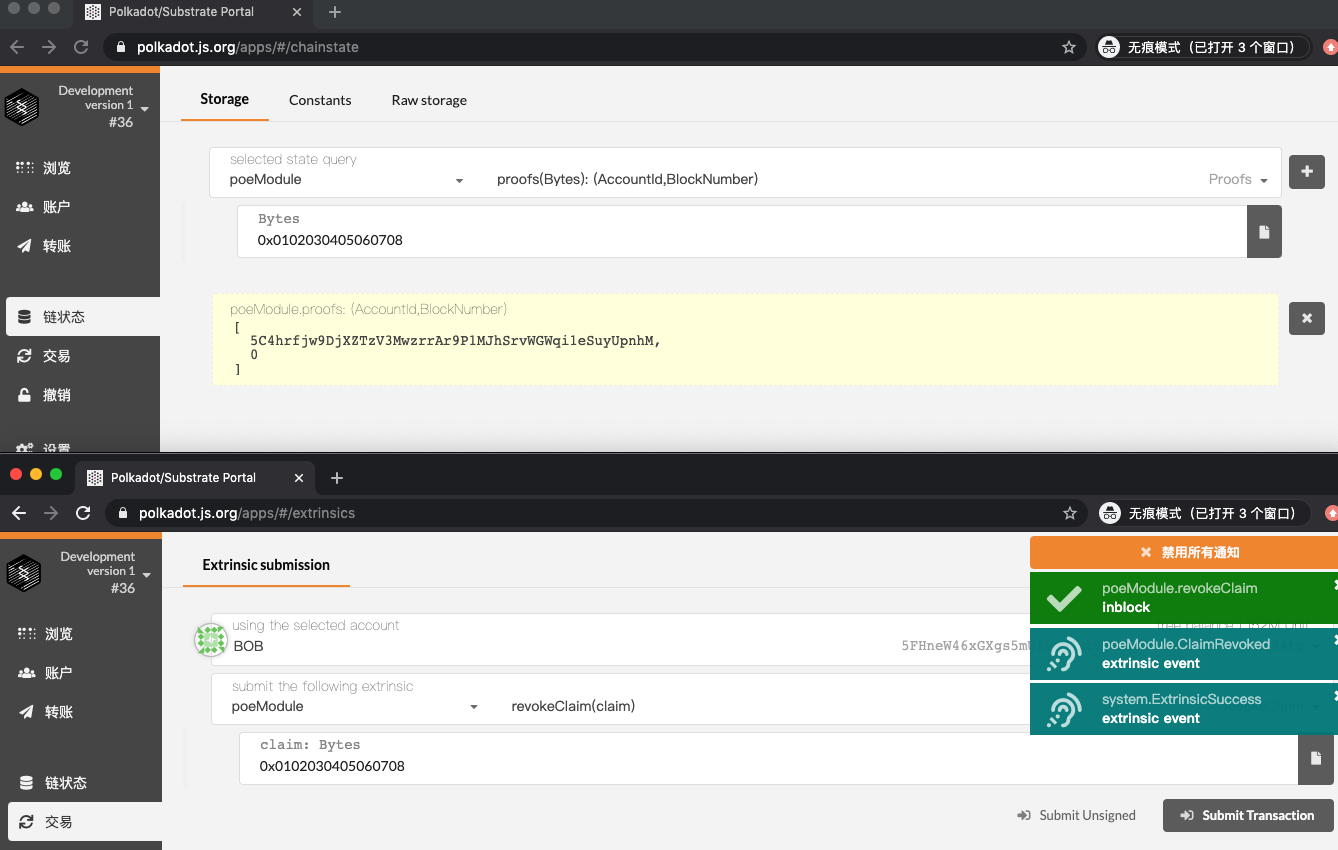 Polkadot/Substrate Portal
polkadot.js.org/apps/#/chainstate
无痕模式（已打开 3 个窗口）
Development
version 1
#36
浏览
账户
转账
链状态
交易
撤销
设置
Storage
Constants
Raw storage
selected state query
poeModule
proofs(Bytes): (AccountId,BlockNumber)
Proofs
Bytes
0x0102030405060708
poeModule.proofs: (AccountId,BlockNumber)
[
5C4hrfjw9DjXZTzV3MwzrrAr9P1MJhSrvWGWqi1eSuyUpnhM,
0
]
Polkadot/Substrate Portal
polkadot.js.org/apps/#/extrinsics
无痕模式（已打开 3 个窗口）
Development
version 1
#36
浏览
账户
转账
链状态
交易
Extrinsic submission
using the selected account
BOB
5FHneW46xGXgs5m
submit the following extrinsic
poeModule
revokeClaim(claim)
claim: Bytes
0x0102030405060708
禁用所有通知
poeModule.revokeClaim
inblock
poeModule.ClaimRevoked
extrinsic event
system.ExtrinsicSuccess
extrinsic event
Submit Unsigned
Submit Transaction